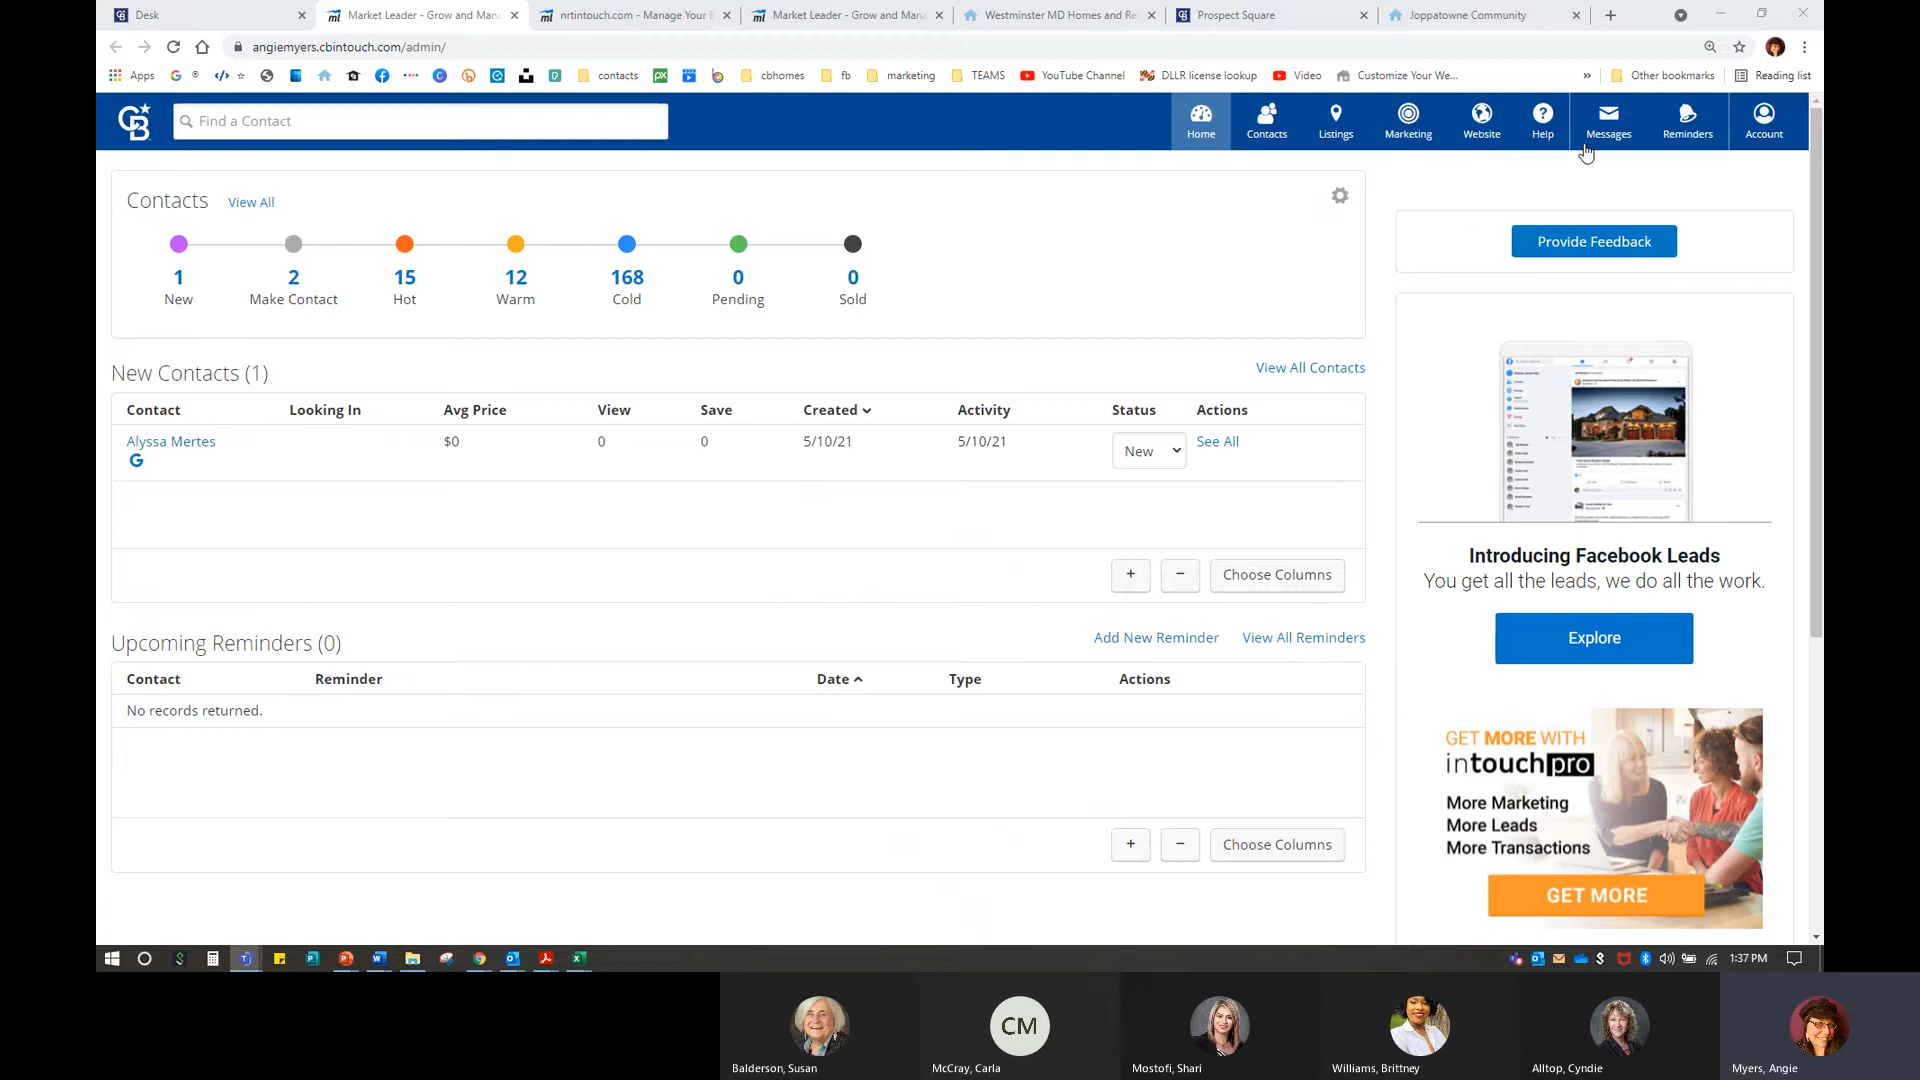 Desk
Market Leader - Grow and Mana
nrtintouch.com - Manage Your B
Market Leader - Grow and Mana
Westminster MD Homes and Re
Prospect Square
Joppatowne Community
angiemyers.cbintouch.com/admin/
Apps
contacts
cbhomes
fb
marketing
TEAMS
YouTube Channel
DLLR license lookup
Video
Customize Your We...
»
Other bookmarks
Reading list
CB
Find a Contact
Home
Contacts
Listings
Marketing
Website
Help
Messages
Reminders
Account
Contacts View All
1 2 15 12 168 0 0
New Make Contact Hot Warm Cold Pending Sold
Provide Feedback
New Contacts (1) View All Contacts
Contact Looking In Avg Price View Save Created Activity Status Actions
Alyssa Mertes $0 0 0 5/10/21 5/10/21 New See All
G
+ − Choose Columns
Upcoming Reminders (0) Add New Reminder View All Reminders
Contact Reminder Date Type Actions
No records returned.
+ − Choose Columns
Introducing Facebook Leads
You get all the leads, we do all the work.
Explore
GET MORE WITH
intouchpro
More Marketing
More Leads
More Transactions
GET MORE
1:37 PM
CM
Balderson, Susan
McCray, Carla
Mostofi, Shari
Williams, Brittney
Alltop, Cyndie
Myers, Angie